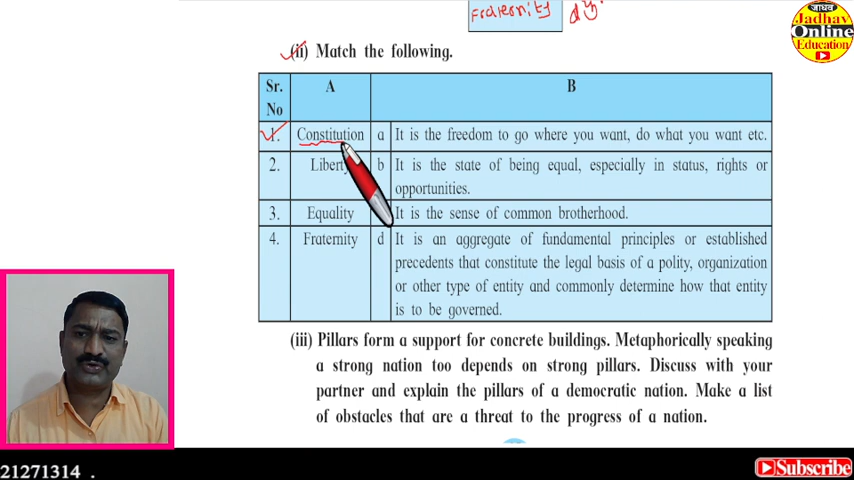 Fraternity
(ii) Match the following.
Sr. No A B
1. Constitution a It is the freedom to go where you want, do what you want etc.
2. Liberty b It is the state of being equal, especially in status, rights or
opportunities.
3. Equality It is the sense of common brotherhood.
4. Fraternity d It is an aggregate of fundamental principles or established
precedents that constitute the legal basis of a polity, organization
or other type of entity and commonly determine how that entity
is to be governed.
(iii) Pillars form a support for concrete buildings. Metaphorically speaking
a strong nation too depends on strong pillars. Discuss with your
partner and explain the pillars of a democratic nation. Make a list
of obstacles that are a threat to the progress of a nation.
जाधव
Jadhav
Online
Education
21271314 .
Subscribe